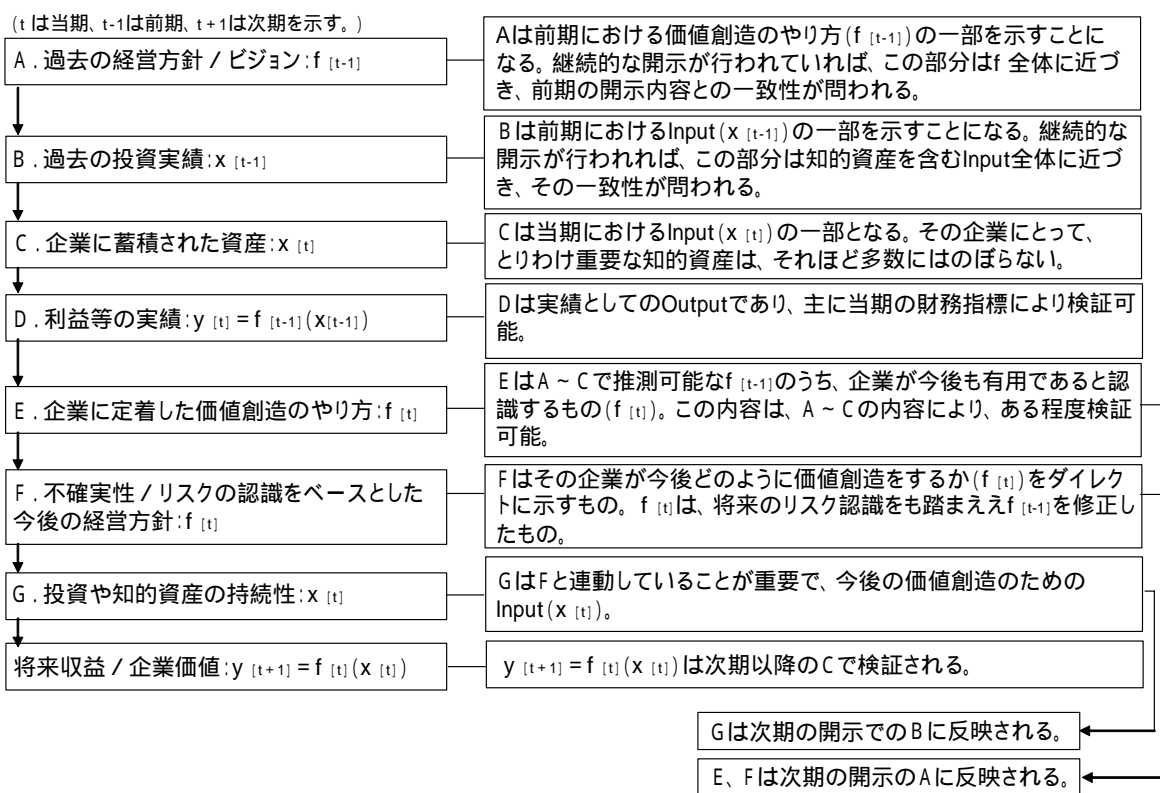 (tは当期、t-1は前期、t+1は次期を示す。)
A.過去の経営方針/ビジョン:f [t-1]
Aは前期における価値創造のやり方(f [t-1])の一部を示すことに
なる。継続的な開示が行われていれば、この部分はf 全体に近づ
き、前期の開示内容との一致性が問われる。
B.過去の投資実績:x [t-1]
Bは前期におけるInput(x [t-1])の一部を示すことになる。継続的な
開示が行われれば、この部分は知的資産を含むInput全体に近づ
き、その一致性が問われる。
C.企業に蓄積された資産:x [t]
Cは当期におけるInput(x [t])の一部となる。その企業にとって、
とりわけ重要な知的資産は、それほど多数にはのぼらない。
D.利益等の実績:y [t] = f [t-1](x[t-1])
Dは実績としてのOutputであり、主に当期の財務指標により検証可
能。
E.企業に定着した価値創造のやり方:f [t]
EはA~Cで推測可能なf [t-1]のうち、企業が今後も有用であると認
識するもの(f [t])。この内容は、A~Cの内容により、ある程度検証
可能。
F.不確実性/リスクの認識をベースとした
今後の経営方針:f [t]
Fはその企業が今後どのように価値創造をするか(f [t])をダイレク
トに示すもの。f [t]は、将来のリスク認識をも踏まええf [t-1]を修正し
たもの。
G.投資や知的資産の持続性:x [t]
GはFと連動していることが重要で、今後の価値創造のための
Input(x [t])。
将来収益/企業価値:y [t+1] = f [t](x [t])
y [t+1] = f [t](x [t])は次期以降のCで検証される。
Gは次期の開示でのBに反映される。
E、Fは次期の開示のAに反映される。